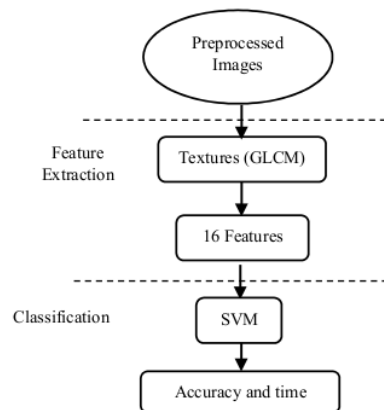 Preprocessed
Images
Feature
Extraction
Textures (GLCM)
16 Features
Classification
SVM
Accuracy and time